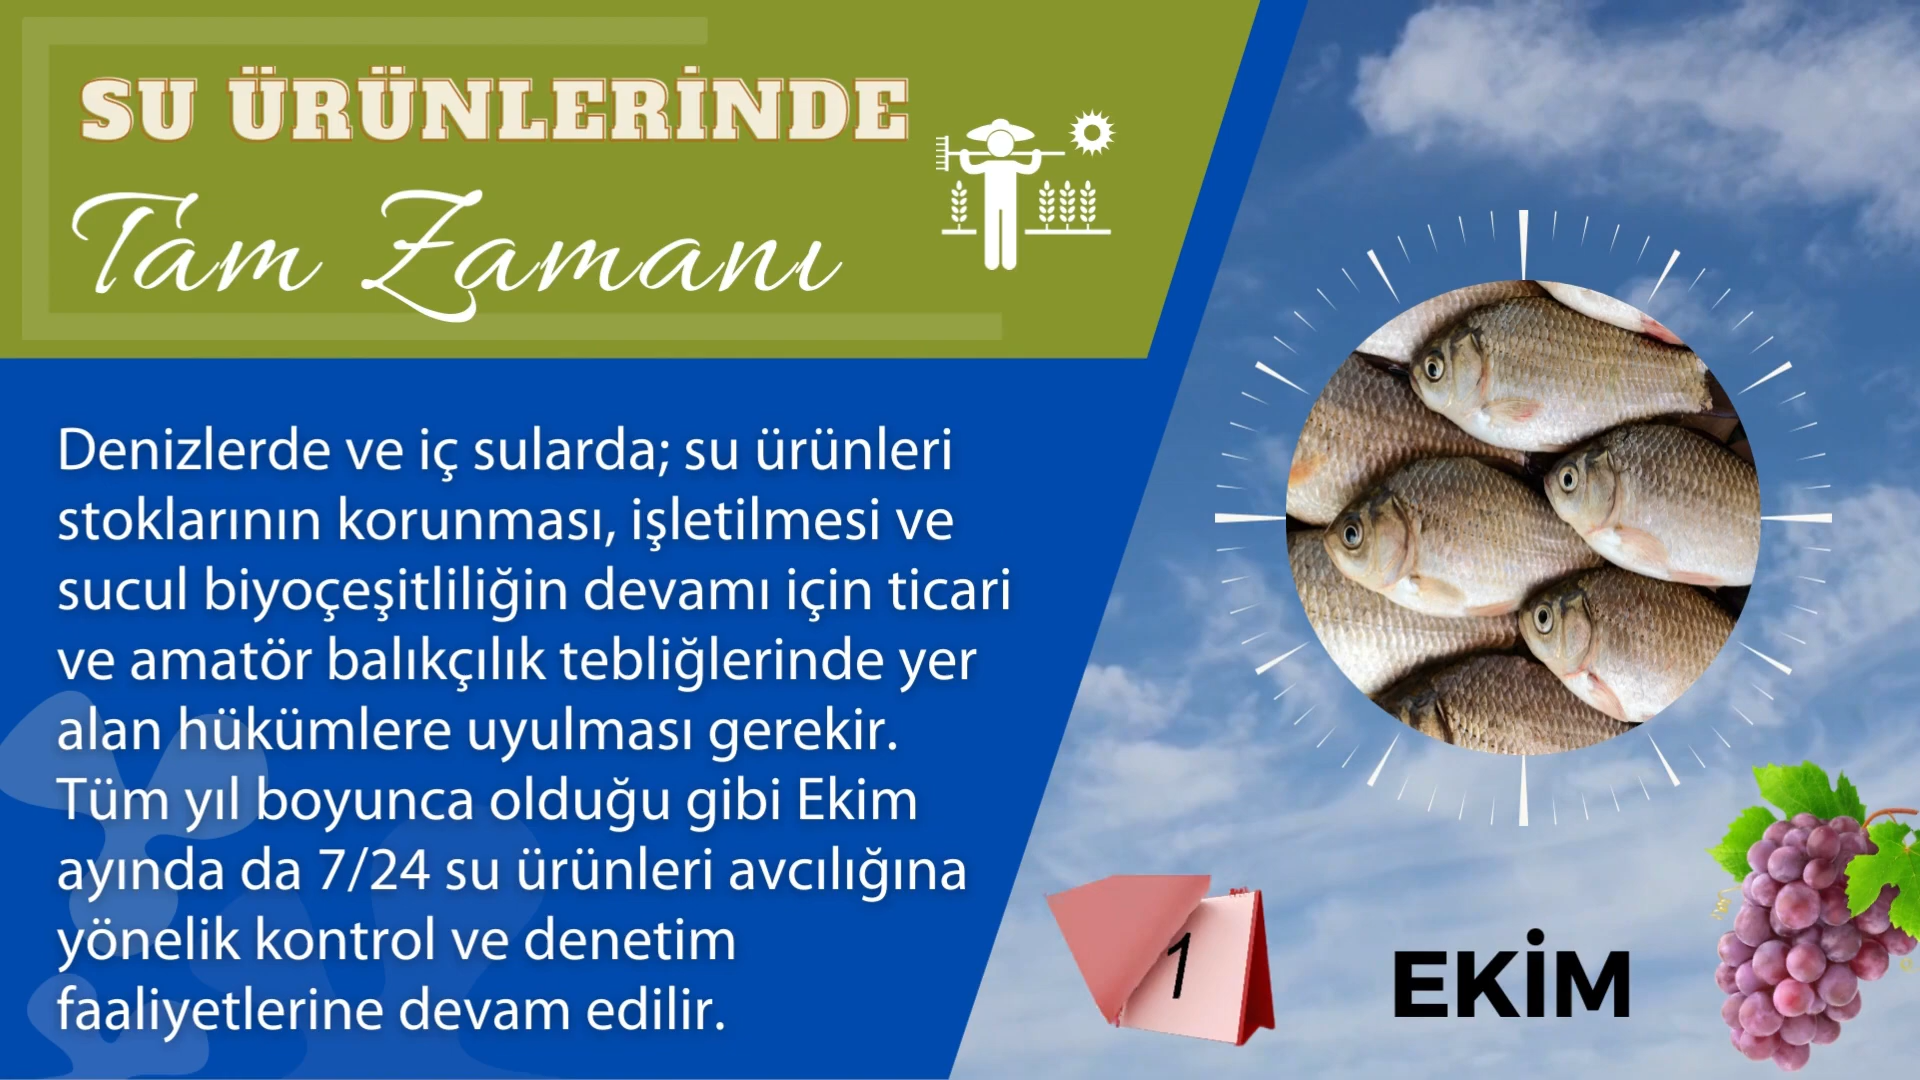 SU ÜRÜNLERİNDE
Tam Zamanı
Denizlerde ve iç sularda; su ürünleri
stoklarının korunması, işletilmesi ve
sucul biyoçeşitliliğin devamı için ticari
ve amatör balıkçılık tebliğlerinde yer
alan hükümlere uyulması gerekir.
Tüm yıl boyunca olduğu gibi Ekim
ayında da 7/24 su ürünleri avcılığına
yönelik kontrol ve denetim
faaliyetlerine devam edilir.
1
EKİM